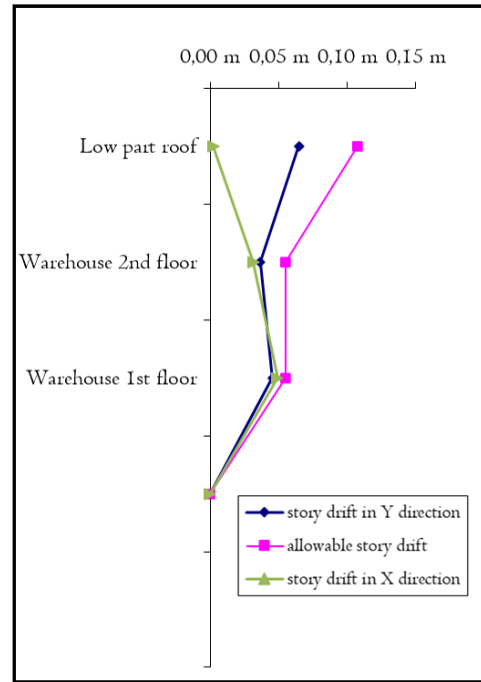 0,00 m 0,05 m 0,10 m 0,15 m
Low part roof
Warehouse 2nd floor
Warehouse 1st floor
story drift in Y direction
allowable story drift
story drift in X direction